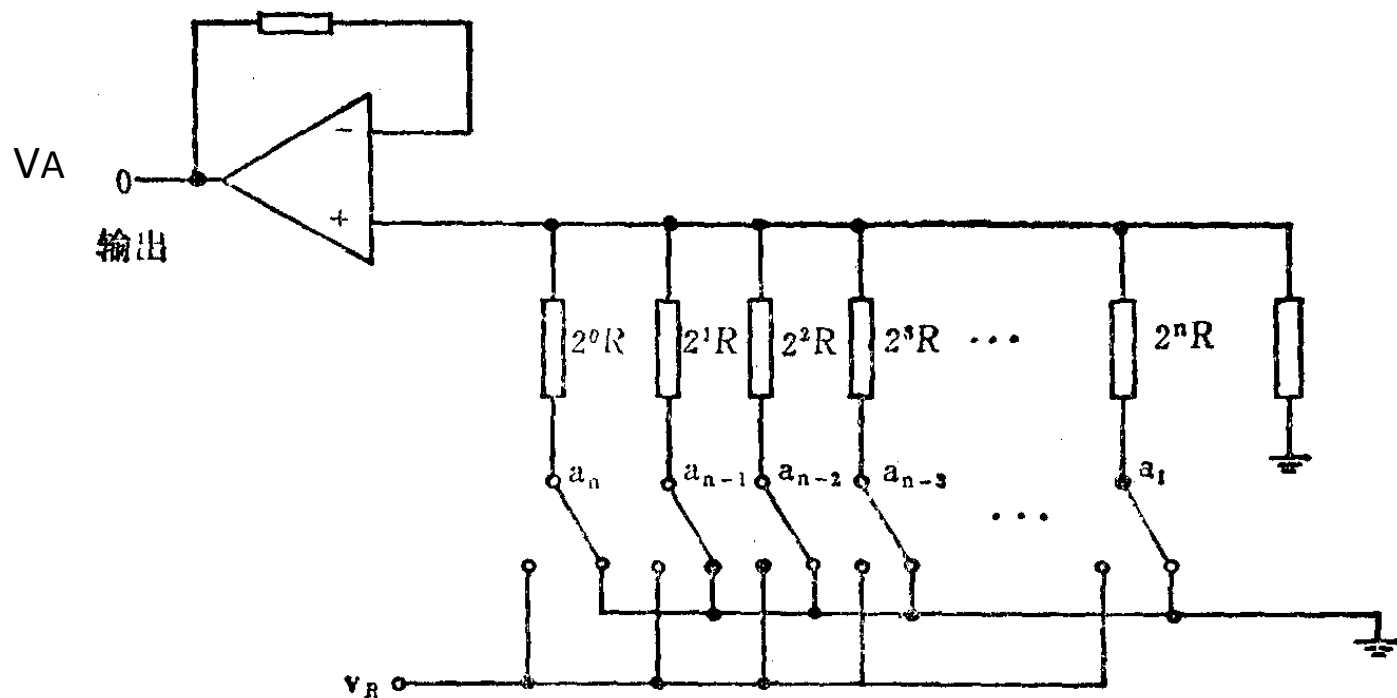 VA
0
输出
−
+
2⁰R 2¹R 2²R 2³R ··· 2ⁿR
aₙ aₙ₋₁ aₙ₋₂ aₙ₋₃ ··· a₁
v_R